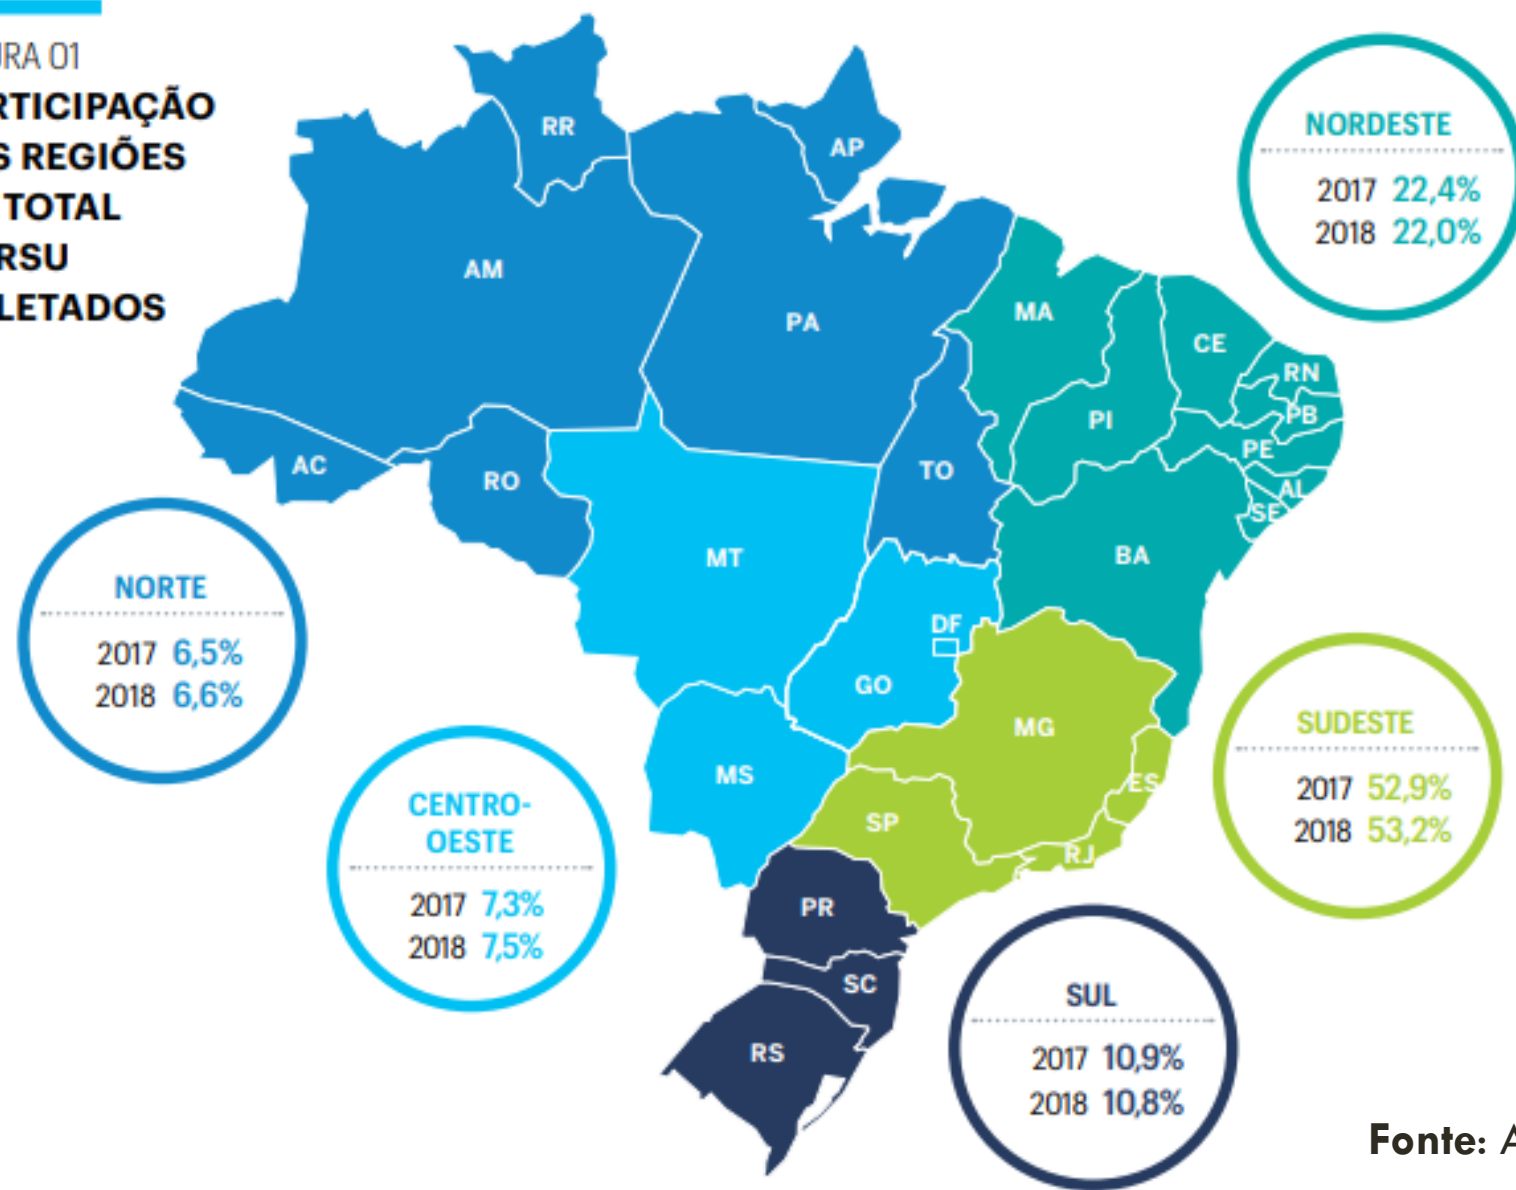 RA 01
RTICIPAÇÃO
S REGIÕES
TOTAL
RSU
LETADOS
NORDESTE
2017 22,4%
2018 22,0%
RR
AP
AM
PA
MA
CE
RN
PB
PI
PE
AL
SE
AC
RO
TO
BA
MT
DF
GO
MG
ES
MS
SP
RJ
PR
SC
RS
NORTE
2017 6,5%
2018 6,6%
CENTRO-
OESTE
2017 7,3%
2018 7,5%
SUDESTE
2017 52,9%
2018 53,2%
SUL
2017 10,9%
2018 10,8%
Fonte: A